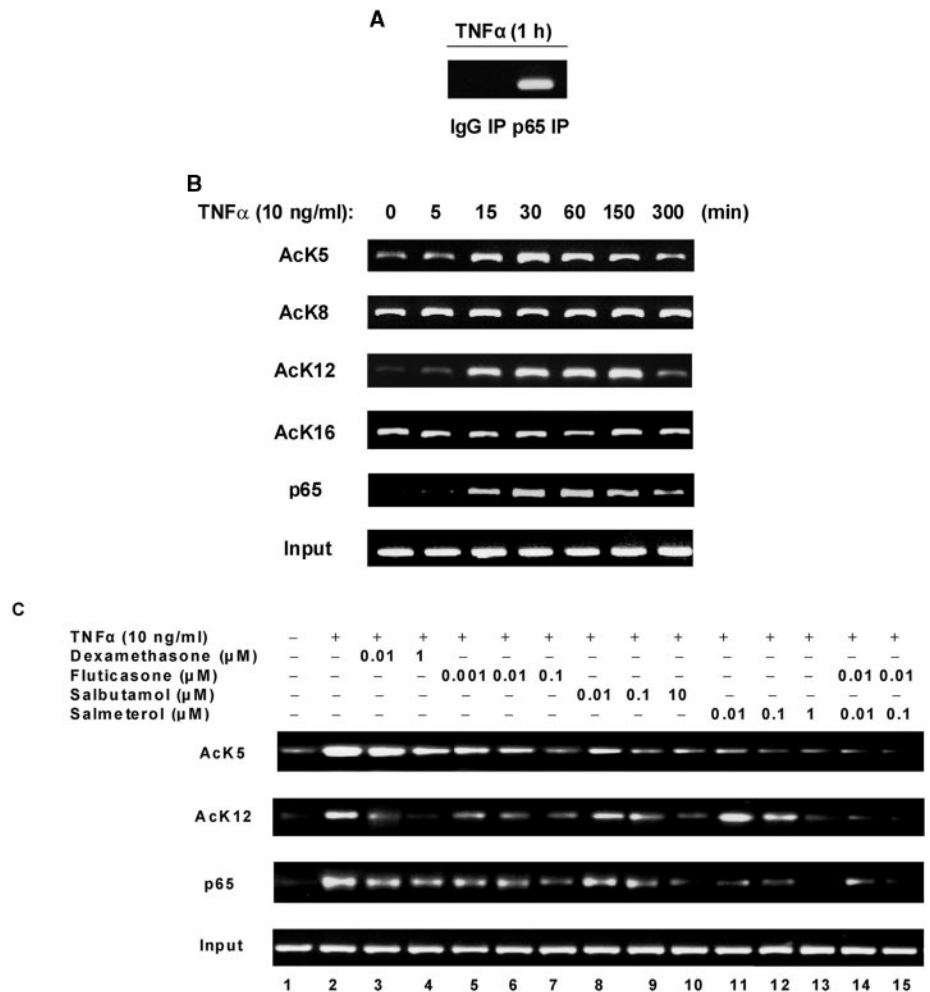 A
TNFα (1 h)
IgG IP p65 IP
B
TNFα (10 ng/ml): 0 5 15 30 60 150 300 (min)
AcK5
AcK8
AcK12
AcK16
p65
Input
C
TNFα (10 ng/ml) – + + + + + + + + + + + + + +
Dexamethasone (μM) – – 0.01 1 – – – – – – – – – – –
Fluticasone (μM) – – – – 0.001 0.01 0.1 – – – – – – 0.01 0.01
Salbutamol (μM) – – – – – – – 0.01 0.1 10 – – – – –
Salmeterol (μM) – – – – – – – – – – 0.01 0.1 1 0.01 0.1
AcK5
AcK12
p65
Input
1 2 3 4 5 6 7 8 9 10 11 12 13 14 15